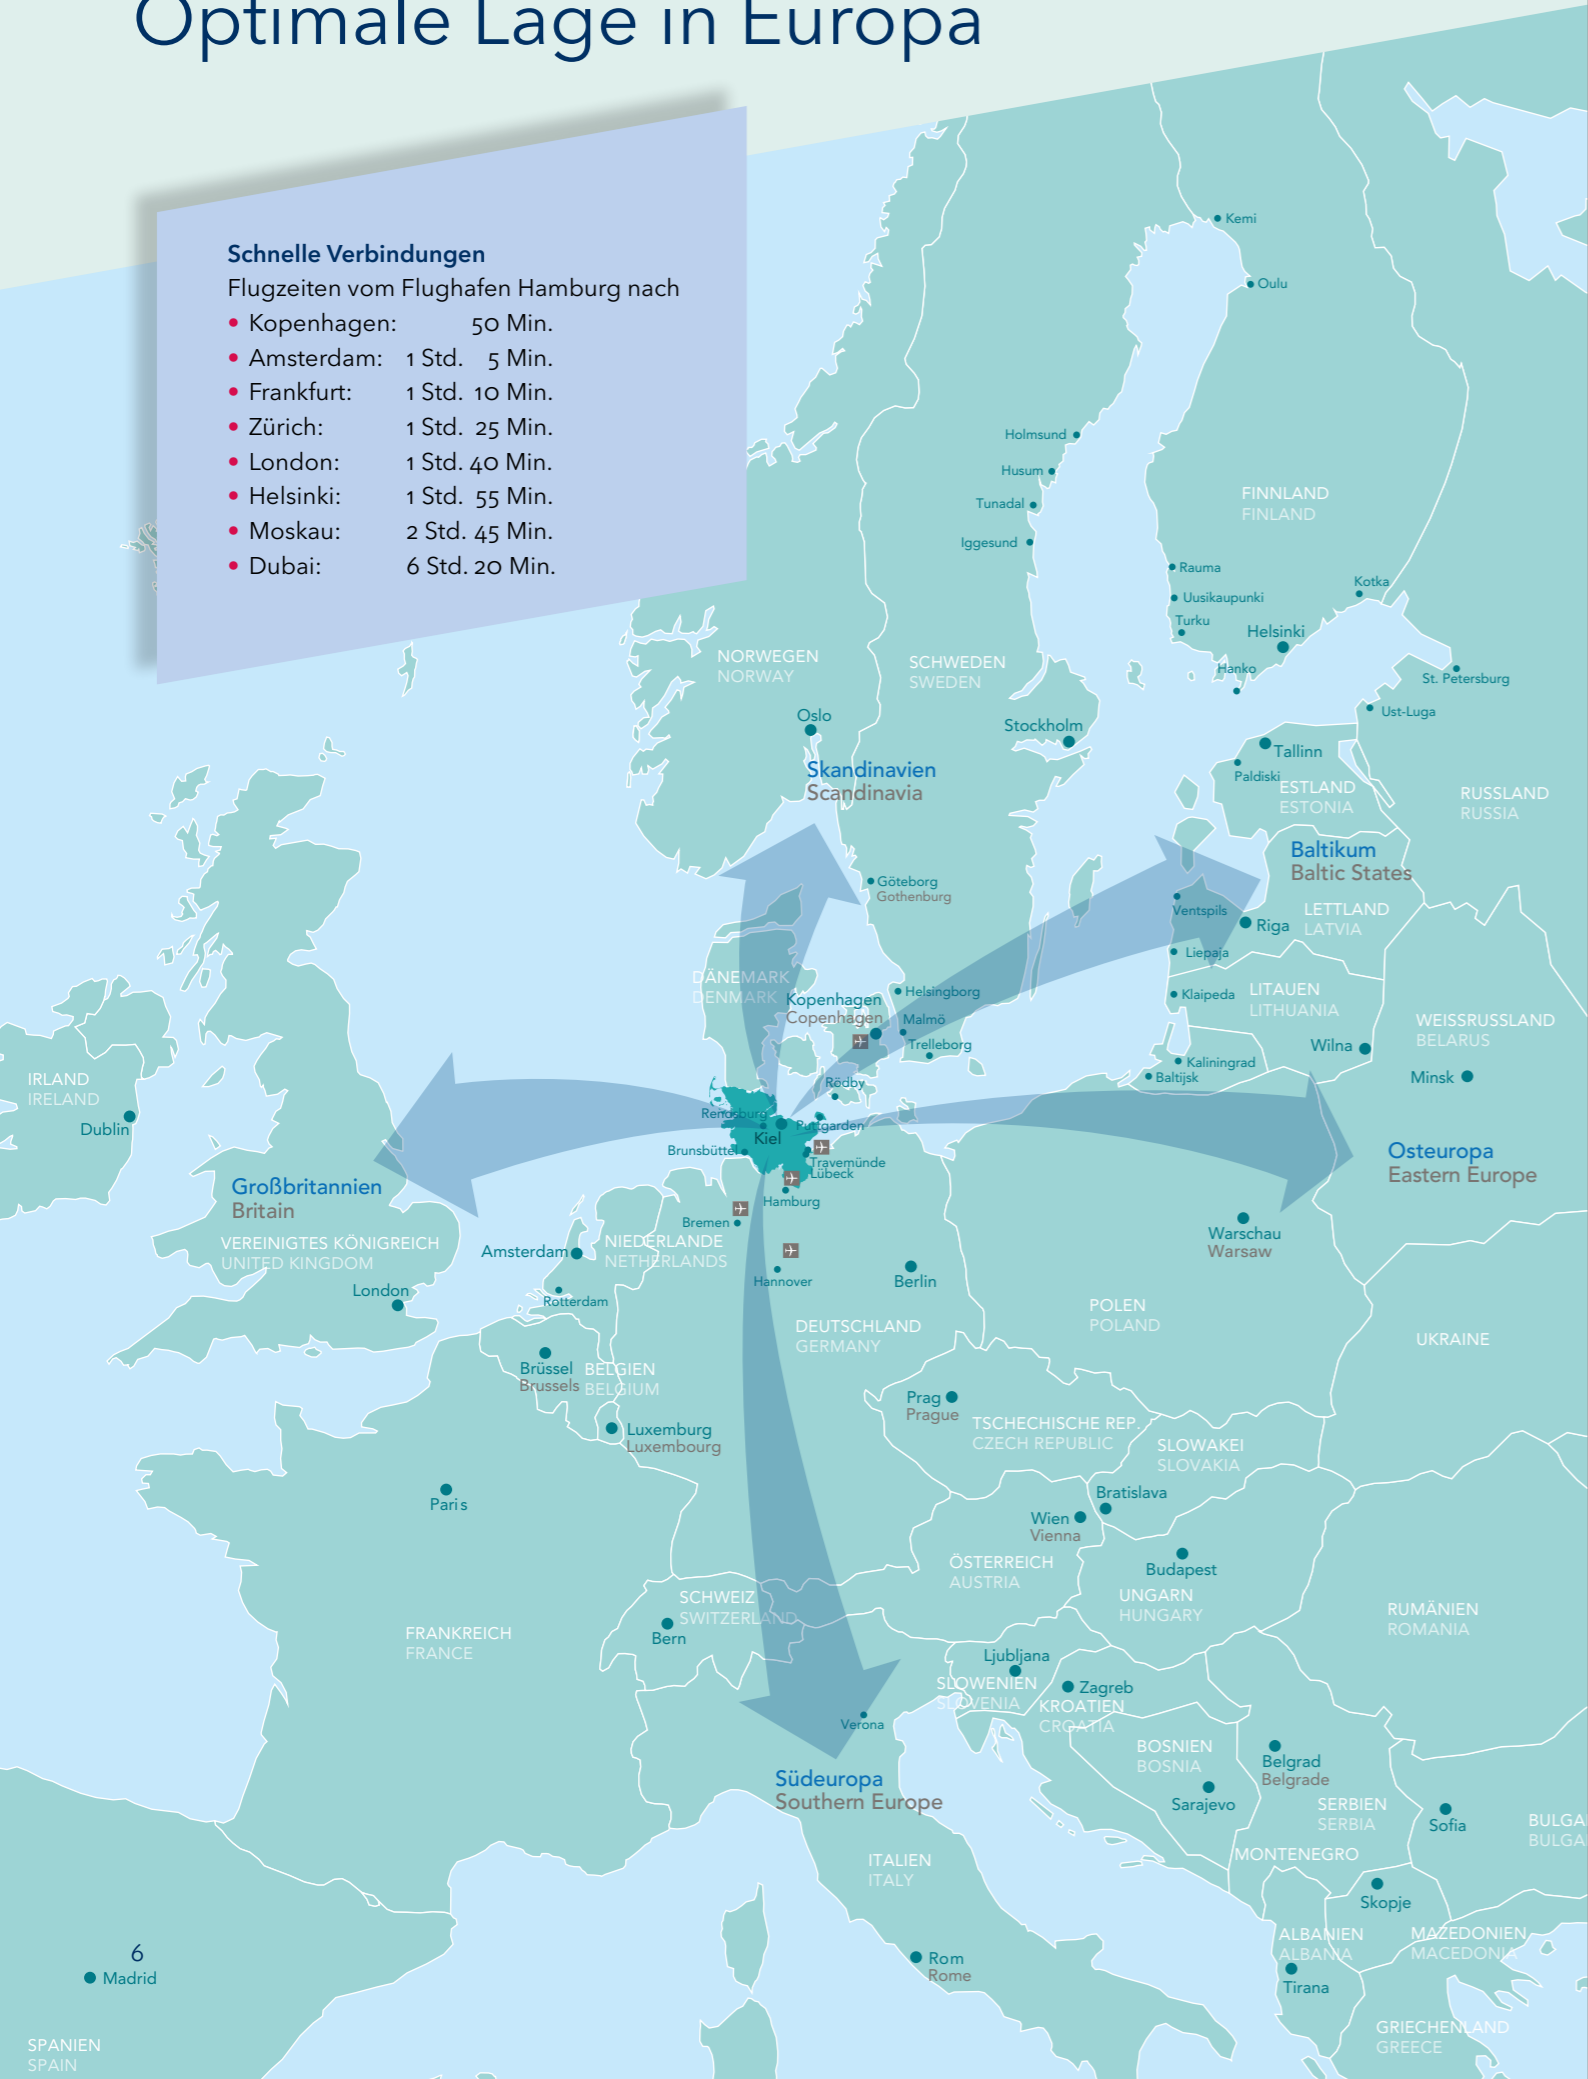 Optimale Lage in Europa
Schnelle Verbindungen
Flugzeiten vom Flughafen Hamburg nach
• Kopenhagen: 50 Min.
• Amsterdam: 1 Std. 5 Min.
• Frankfurt: 1 Std. 10 Min.
• Zürich: 1 Std. 25 Min.
• London: 1 Std. 40 Min.
• Helsinki: 1 Std. 55 Min.
• Moskau: 2 Std. 45 Min.
• Dubai: 6 Std. 20 Min.
Kemi
Oulu
Holmsund
Husum
Tunadal
Iggesund
FINNLAND
FINLAND
Rauma
Uusikaupunki
Turku
Kotka
Helsinki
Hanko
St. Petersburg
Ust-Luga
NORWEGEN
NORWAY
SCHWEDEN
SWEDEN
Oslo
Stockholm
Skandinavien
Scandinavia
Tallinn
Paldiski
ESTLAND
ESTONIA
RUSSLAND
RUSSIA
Baltikum
Baltic States
Göteborg
Gothenburg
Ventspils
LETTLAND
LATVIA
Riga
Liepaja
DÄNEMARK
DENMARK
Kopenhagen
Copenhagen
Helsingborg
Malmö
Trelleborg
Klaipeda
LITAUEN
LITHUANIA
WEISSRUSSLAND
BELARUS
Wilna
Kaliningrad
Baltijsk
Minsk
IRLAND
IRELAND
Dublin
Rödby
Rendsburg
Puttgarden
Kiel
Brunsbüttel
Travemünde
Lübeck
Hamburg
Bremen
Hannover
Osteuropa
Eastern Europe
Großbritannien
Britain
VEREINIGTES KÖNIGREICH
UNITED KINGDOM
London
Amsterdam
NIEDERLANDE
NETHERLANDS
Rotterdam
Berlin
Warschau
Warsaw
DEUTSCHLAND
GERMANY
POLEN
POLAND
UKRAINE
Brüssel
Brussels
BELGIEN
BELGIUM
Luxemburg
Luxembourg
Prag
Prague
TSCHECHISCHE REP.
CZECH REPUBLIC
SLOWAKEI
SLOVAKIA
Paris
Bratislava
Wien
Vienna
Budapest
ÖSTERREICH
AUSTRIA
UNGARN
HUNGARY
RUMÄNIEN
ROMANIA
SCHWEIZ
SWITZERLAND
Bern
FRANKREICH
FRANCE
Ljubljana
SLOWENIEN
SLOVENIA
Zagreb
KROATIEN
CROATIA
Verona
BOSNIEN
BOSNIA
Sarajevo
Belgrad
Belgrade
SERBIEN
SERBIA
Sofia
BULGA
BULGA
Südeuropa
Southern Europe
MONTENEGRO
ITALIEN
ITALY
Skopje
ALBANIEN
ALBANIA
MAZEDONIEN
MACEDONIA
Tirana
6
Madrid
Rom
Rome
GRIECHENLAND
GREECE
SPANIEN
SPAIN